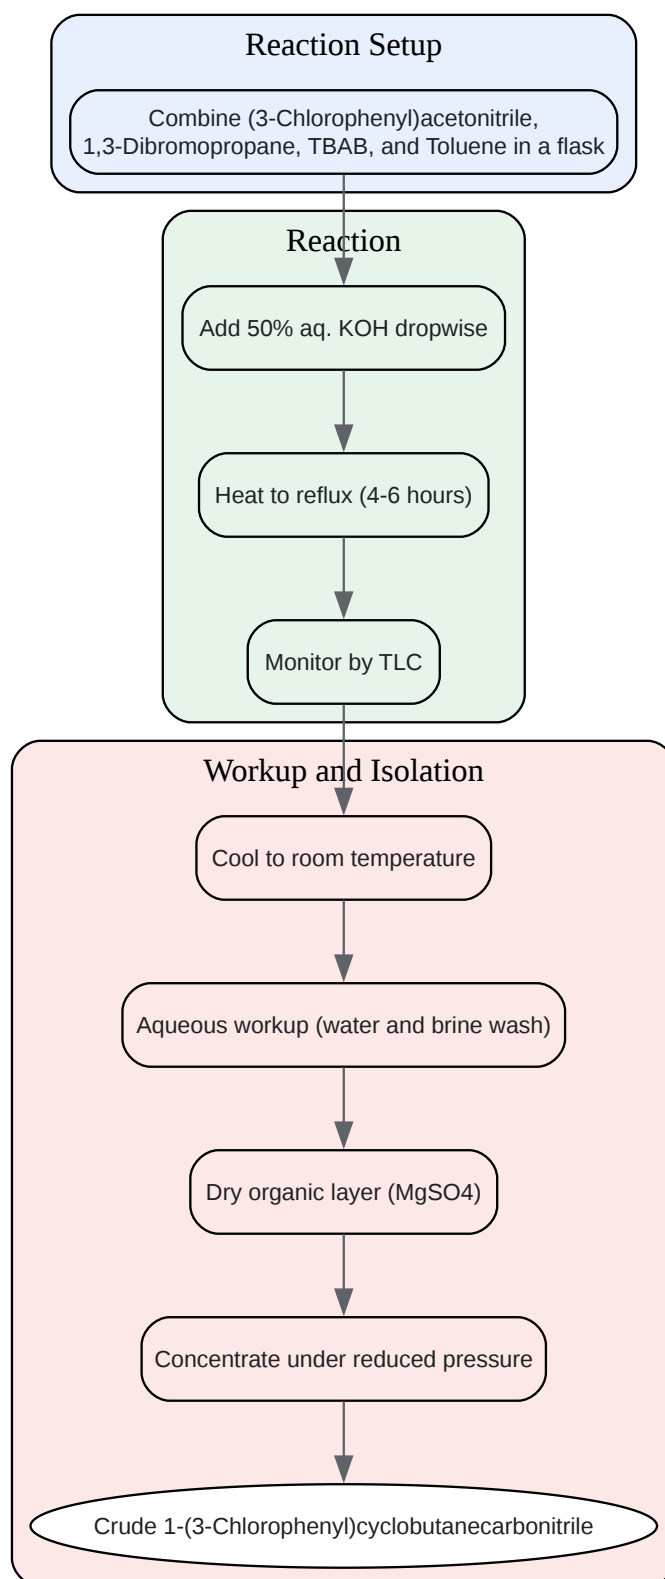 Reaction Setup
Combine (3-Chlorophenyl)acetonitrile,
1,3-Dibromopropane, TBAB, and Toluene in a flask
Reaction
Add 50% aq. KOH dropwise
Heat to reflux (4-6 hours)
Monitor by TLC
Workup and Isolation
Cool to room temperature
Aqueous workup (water and brine wash)
Dry organic layer (MgSO4)
Concentrate under reduced pressure
Crude 1-(3-Chlorophenyl)cyclobutanecarbonitrile